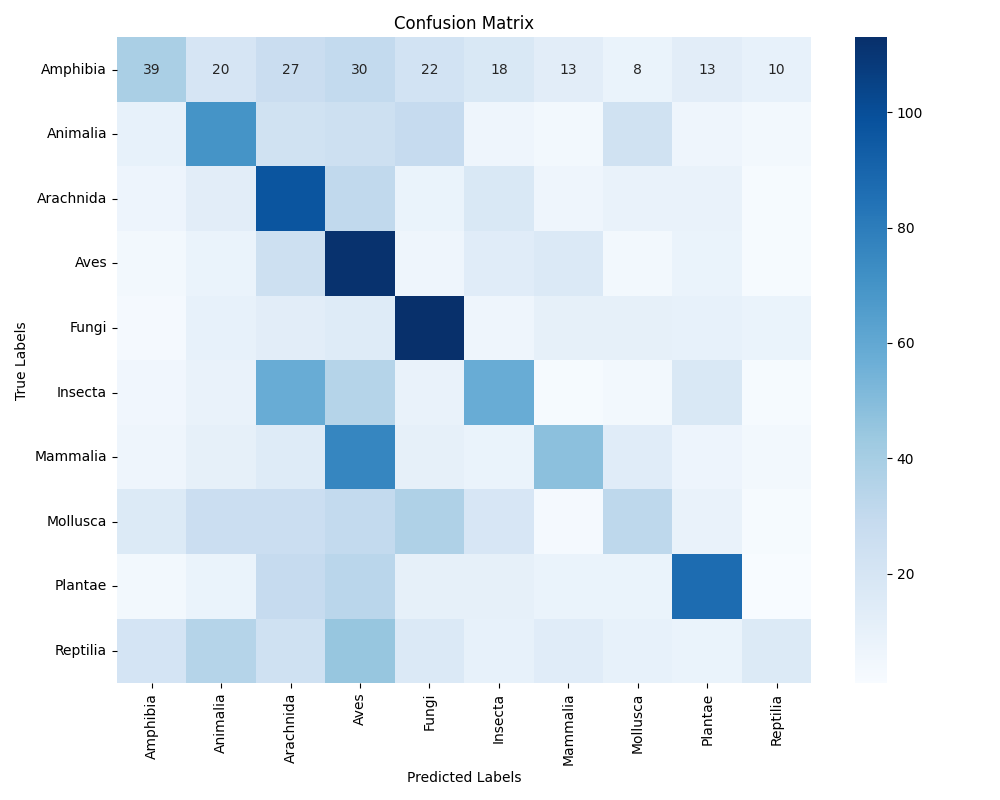 Confusion Matrix
True Labels
Amphibia 39 20 27 30 22 18 13 8 13 10
Animalia
Arachnida
Aves
Fungi
Insecta
Mammalia
Mollusca
Plantae
Reptilia
Amphibia Animalia Arachnida Aves Fungi Insecta Mammalia Mollusca Plantae Reptilia
Predicted Labels
100
80
60
40
20